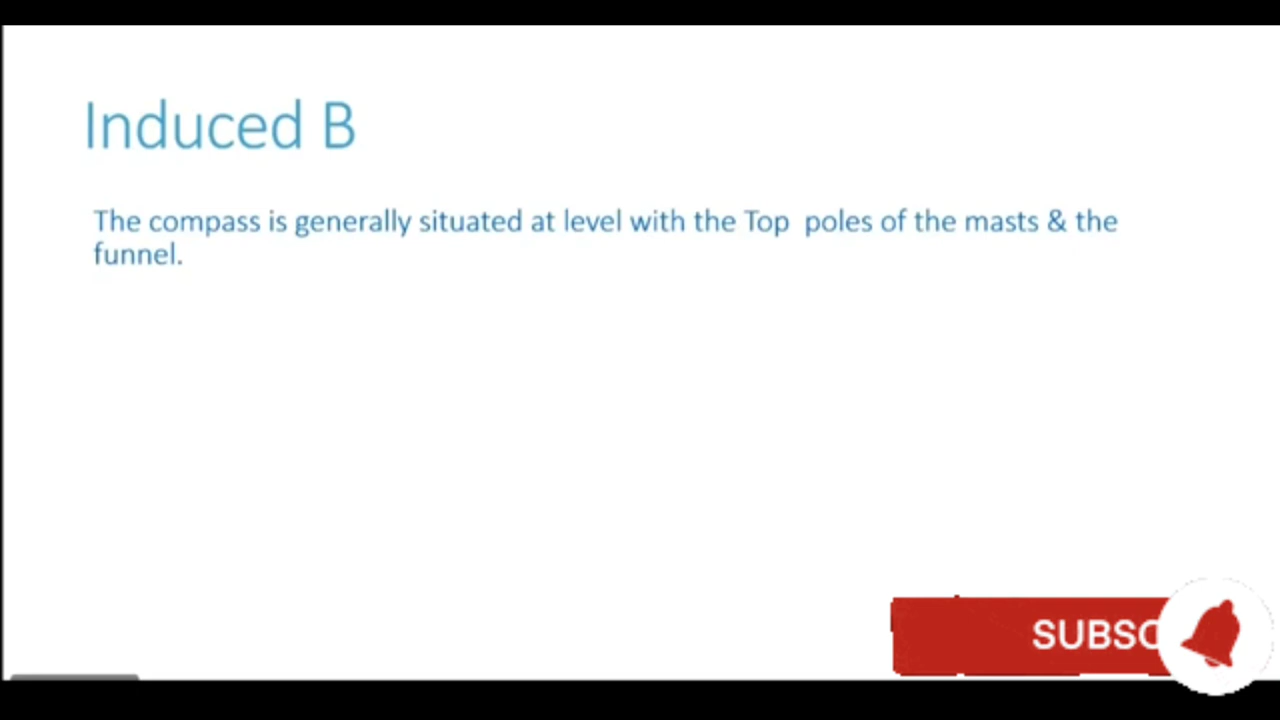 Induced B
The compass is generally situated at level with the Top poles of the masts & the
funnel.
SUBSC